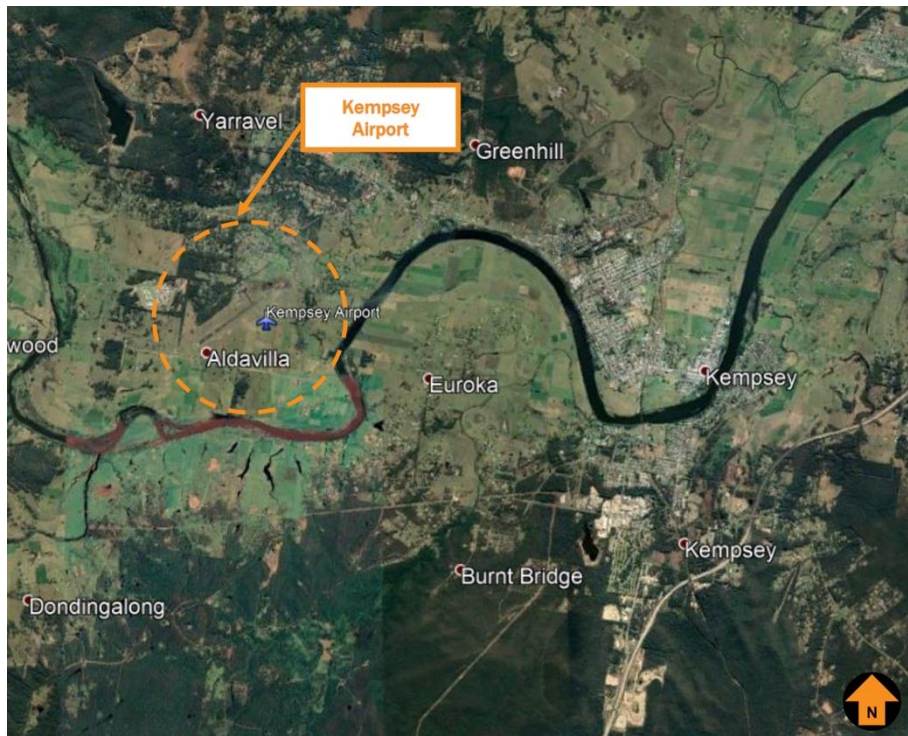 Kempsey
Airport
Yarravel
Greenhill
Kempsey Airport
wood
Aldavilla
Euroka
Kempsey
Kempsey
Burnt Bridge
Dondingalong
N